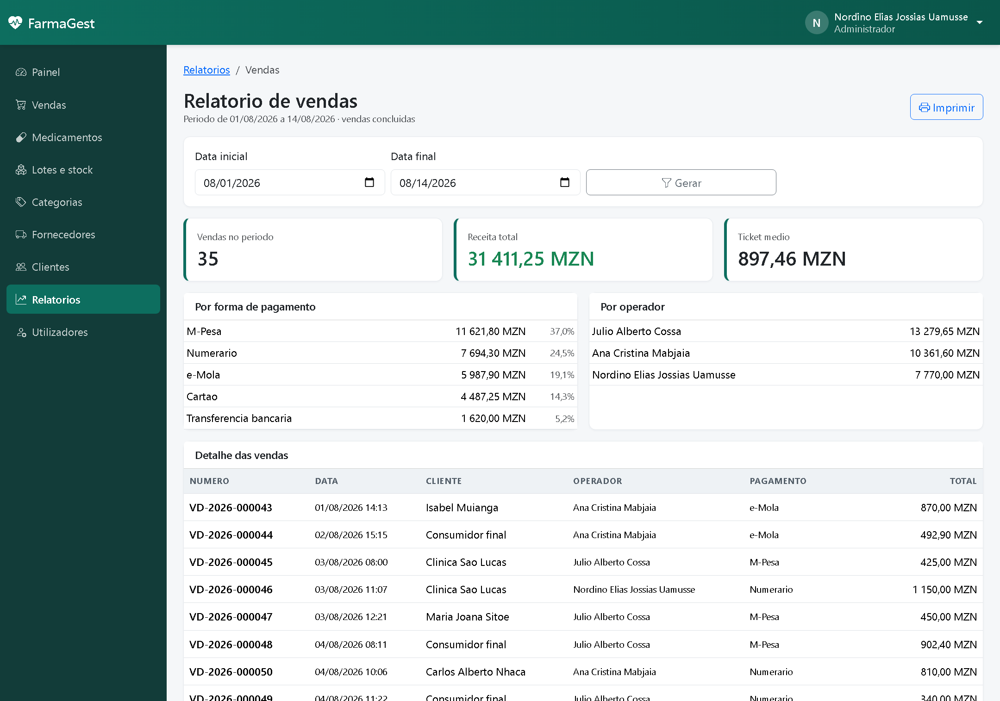 FarmaGest
N
Nordino Elias Jossias Uamusse
Administrador
Painel
Vendas
Medicamentos
Lotes e stock
Categorias
Fornecedores
Clientes
Relatorios
Utilizadores
Relatorios / Vendas
Relatorio de vendas
Periodo de 01/08/2026 a 14/08/2026 · vendas concluidas
Imprimir
Data inicial
Data final
08/01/2026
08/14/2026
Gerar
Vendas no periodo
35
Receita total
31 411,25 MZN
Ticket medio
897,46 MZN
Por forma de pagamento
M-Pesa 11 621,80 MZN 37,0%
Numerario 7 694,30 MZN 24,5%
e-Mola 5 987,90 MZN 19,1%
Cartao 4 487,25 MZN 14,3%
Transferencia bancaria 1 620,00 MZN 5,2%
Por operador
Julio Alberto Cossa 13 279,65 MZN
Ana Cristina Mabjaia 10 361,60 MZN
Nordino Elias Jossias Uamusse 7 770,00 MZN
Detalhe das vendas
NUMERO DATA CLIENTE OPERADOR PAGAMENTO TOTAL
VD-2026-000043 01/08/2026 14:13 Isabel Muianga Ana Cristina Mabjaia e-Mola 870,00 MZN
VD-2026-000044 02/08/2026 15:15 Consumidor final Ana Cristina Mabjaia e-Mola 492,90 MZN
VD-2026-000045 03/08/2026 08:00 Clinica Sao Lucas Julio Alberto Cossa M-Pesa 425,00 MZN
VD-2026-000046 03/08/2026 11:07 Clinica Sao Lucas Nordino Elias Jossias Uamusse Numerario 1 150,00 MZN
VD-2026-000047 03/08/2026 12:21 Maria Joana Sitoe Julio Alberto Cossa M-Pesa 450,00 MZN
VD-2026-000048 04/08/2026 08:11 Consumidor final Julio Alberto Cossa M-Pesa 902,40 MZN
VD-2026-000050 04/08/2026 10:06 Carlos Alberto Nhaca Ana Cristina Mabjaia Numerario 810,00 MZN
VD-2026-000049 04/08/2026 11:22 Consumidor final Julio Alberto Cossa Numerario 340,00 MZN